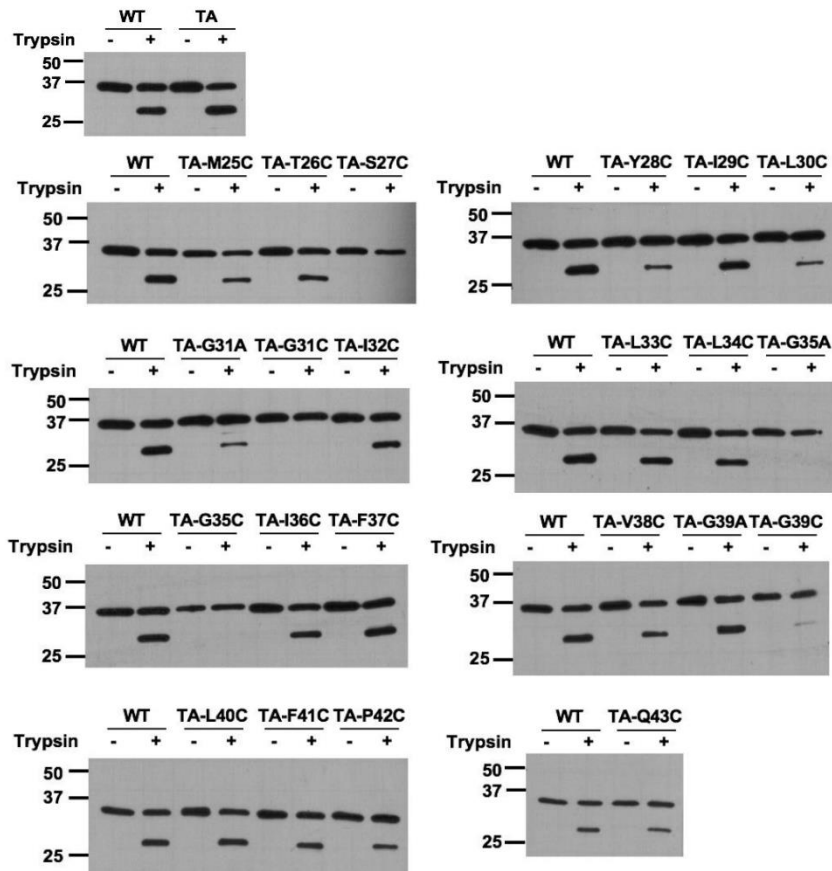 WT TA
Trypsin - + - +
50
37
25
WT TA-M25C TA-T26C TA-S27C
Trypsin - + - + - + - +
50
37
25
WT TA-Y28C TA-I29C TA-L30C
Trypsin - + - + - + - +
50
37
25
WT TA-G31A TA-G31C TA-I32C
Trypsin - + - + - + - +
50
37
25
WT TA-L33C TA-L34C TA-G35A
Trypsin - + - + - + - +
50
37
25
WT TA-G35C TA-I36C TA-F37C
Trypsin - + - + - + - +
50
37
25
WT TA-V38C TA-G39A TA-G39C
Trypsin - + - + - + - +
50
37
25
WT TA-L40C TA-F41C TA-P42C
Trypsin - + - + - + - +
50
37
25
WT TA-Q43C
Trypsin - + - +
50
37
25